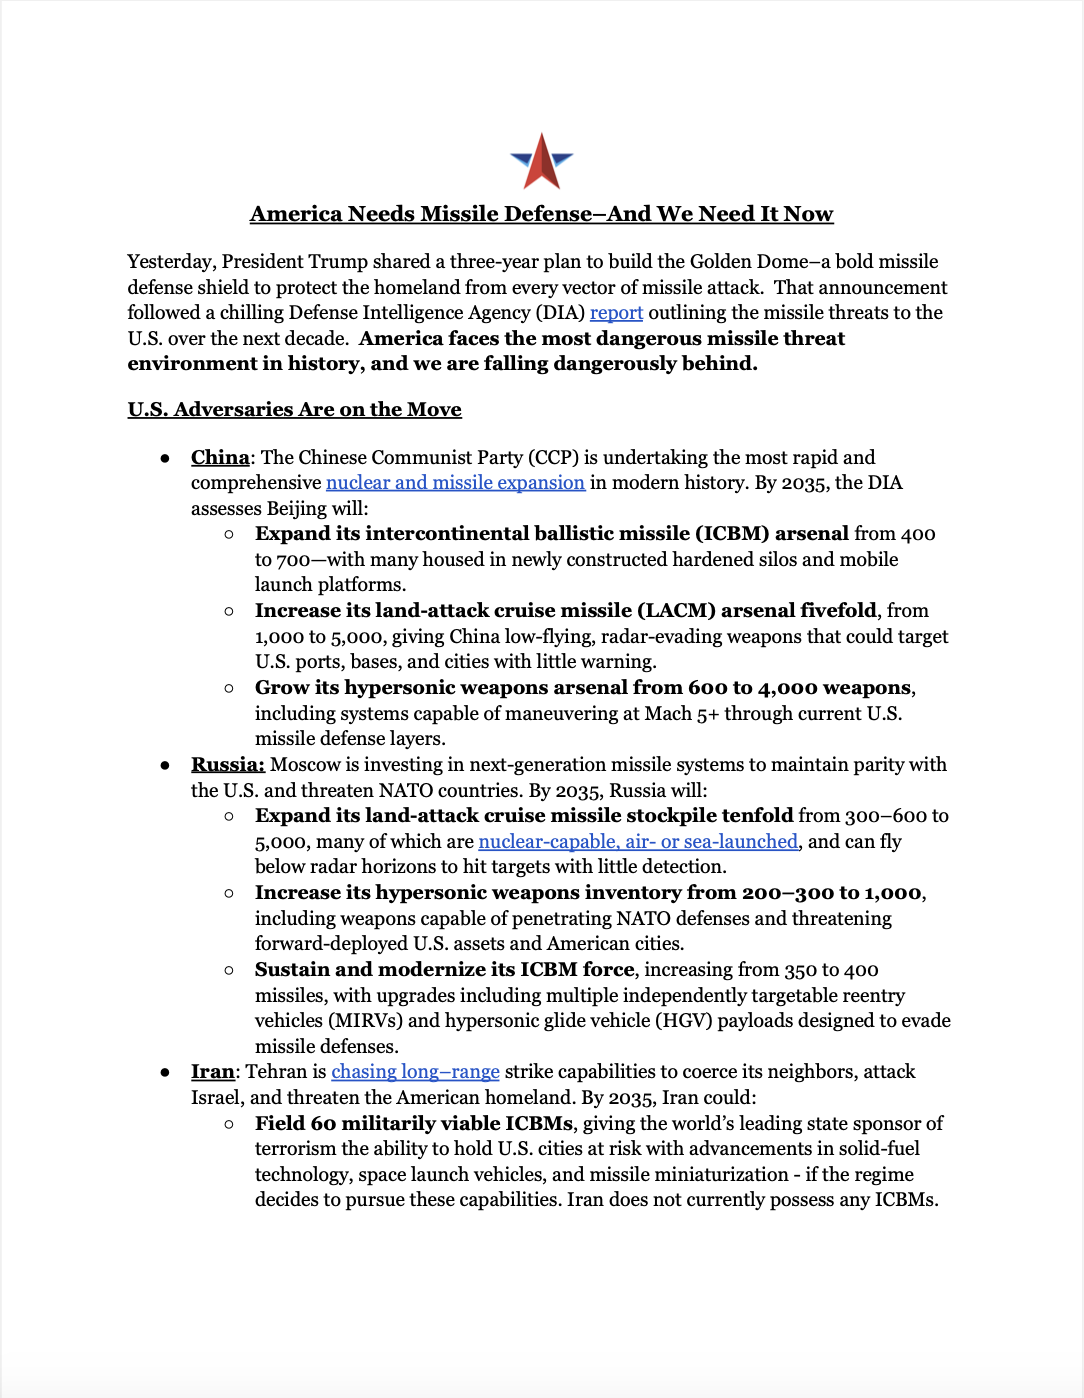 America Needs Missile Defense–And We Need It Now
Yesterday, President Trump shared a three-year plan to build the Golden Dome–a bold missile
defense shield to protect the homeland from every vector of missile attack.  That announcement
followed a chilling Defense Intelligence Agency (DIA) report outlining the missile threats to the
U.S. over the next decade.  America faces the most dangerous missile threat
environment in history, and we are falling dangerously behind.
U.S. Adversaries Are on the Move
● China: The Chinese Communist Party (CCP) is undertaking the most rapid and
comprehensive nuclear and missile expansion in modern history. By 2035, the DIA
assesses Beijing will:
○ Expand its intercontinental ballistic missile (ICBM) arsenal from 400
to 700—with many housed in newly constructed hardened silos and mobile
launch platforms.
○ Increase its land-attack cruise missile (LACM) arsenal fivefold, from
1,000 to 5,000, giving China low-flying, radar-evading weapons that could target
U.S. ports, bases, and cities with little warning.
○ Grow its hypersonic weapons arsenal from 600 to 4,000 weapons,
including systems capable of maneuvering at Mach 5+ through current U.S.
missile defense layers.
● Russia: Moscow is investing in next-generation missile systems to maintain parity with
the U.S. and threaten NATO countries. By 2035, Russia will:
○ Expand its land-attack cruise missile stockpile tenfold from 300–600 to
5,000, many of which are nuclear-capable, air- or sea-launched, and can fly
below radar horizons to hit targets with little detection.
○ Increase its hypersonic weapons inventory from 200–300 to 1,000,
including weapons capable of penetrating NATO defenses and threatening
forward-deployed U.S. assets and American cities.
○ Sustain and modernize its ICBM force, increasing from 350 to 400
missiles, with upgrades including multiple independently targetable reentry
vehicles (MIRVs) and hypersonic glide vehicle (HGV) payloads designed to evade
missile defenses.
● Iran: Tehran is chasing long–range strike capabilities to coerce its neighbors, attack
Israel, and threaten the American homeland. By 2035, Iran could:
○ Field 60 militarily viable ICBMs, giving the world’s leading state sponsor of
terrorism the ability to hold U.S. cities at risk with advancements in solid-fuel
technology, space launch vehicles, and missile miniaturization - if the regime
decides to pursue these capabilities. Iran does not currently possess any ICBMs.